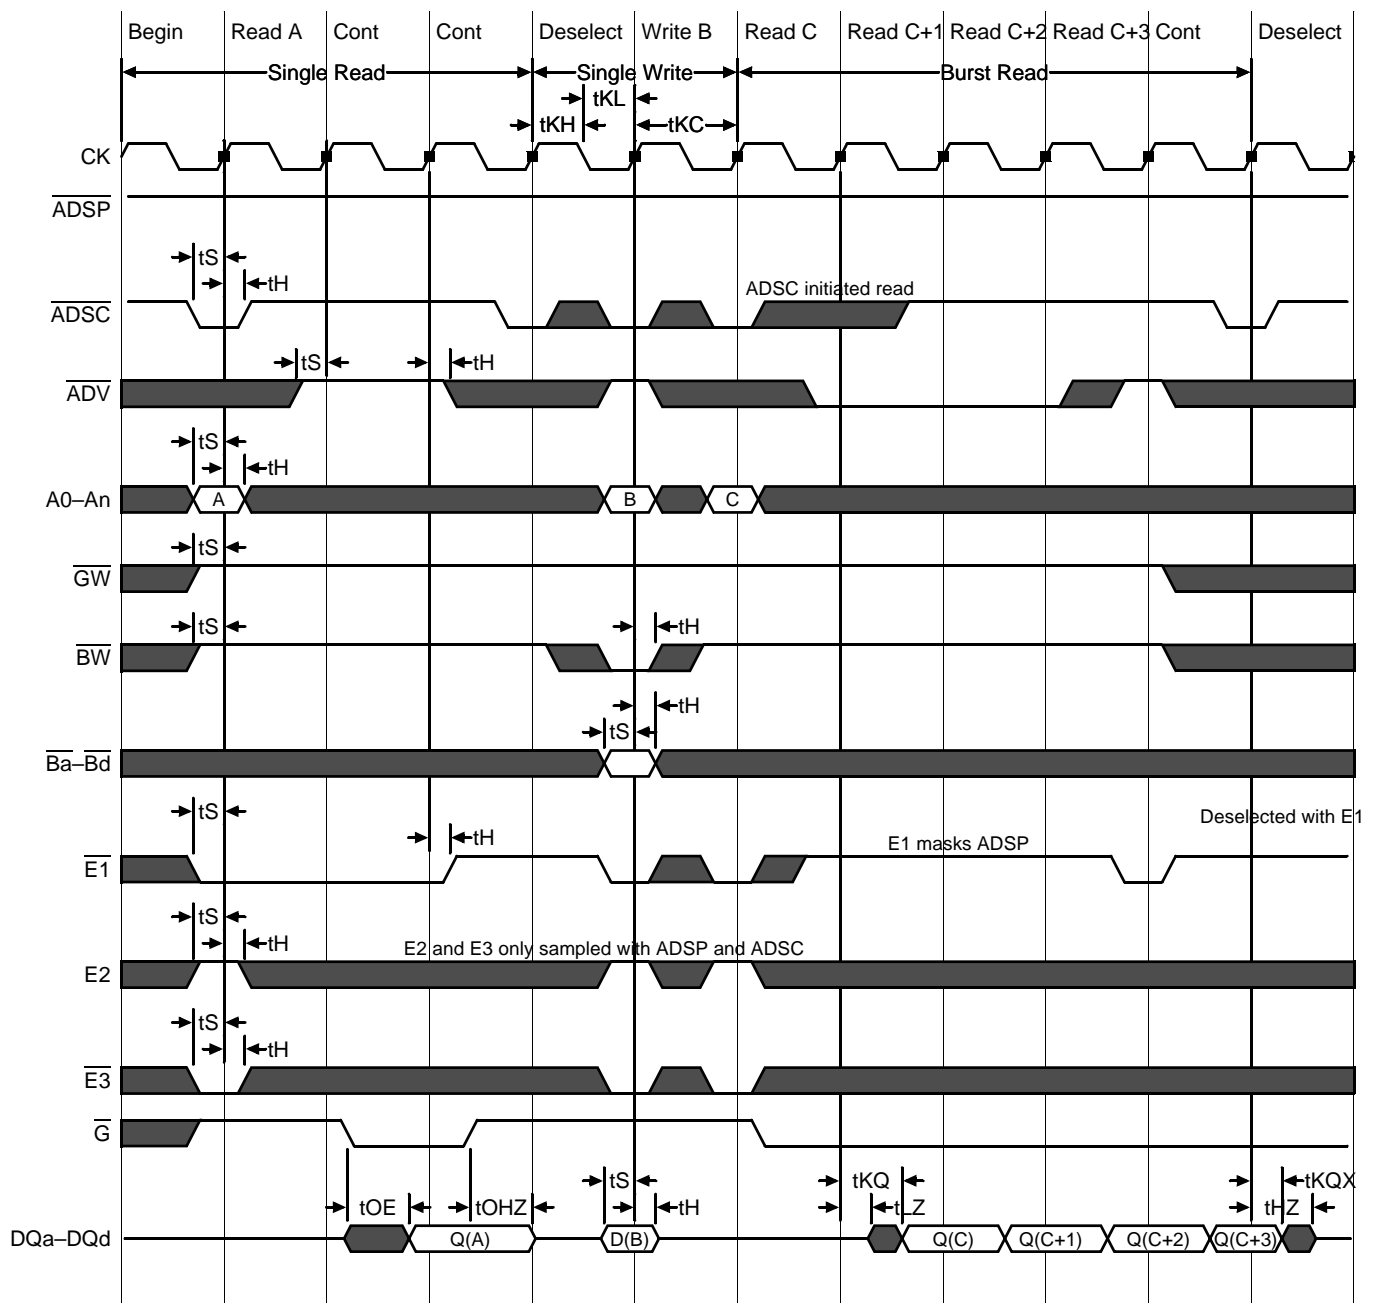 Begin Read A Cont Cont Deselect Write B Read C Read C+1 Read C+2 Read C+3 Cont Deselect
Single Read Single Write Burst Read
tKL
tKH tKC
CK
ADSP
tS
tH
ADSC initiated read
ADSC
tS tH
ADV
tS
tH
A0–An A B C
tS
GW
tS tH
BW
tH
tS
Ba–Bd
tS Deselected with E1
tH E1 masks ADSP
E1
tS
tH E2 and E3 only sampled with ADSP and ADSC
E2
tS
tH
E3
G
tS tKQ tKQX
tOE tOHZ tH tLZ tHZ
DQa–DQd Q(A) D(B) Q(C) Q(C+1) Q(C+2) Q(C+3)